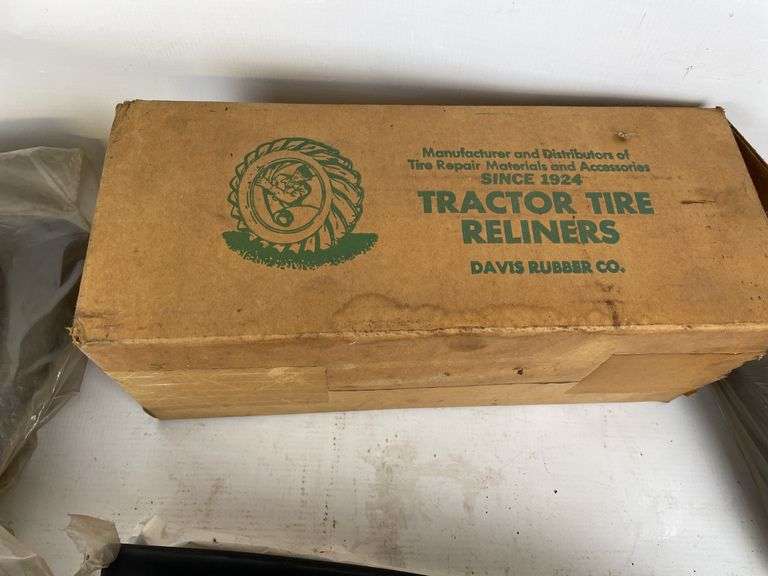 Manufacturer and Distributors of
Tire Repair Materials and Accessories
SINCE 1924
TRACTOR TIRE
RELINERS
DAVIS RUBBER CO.